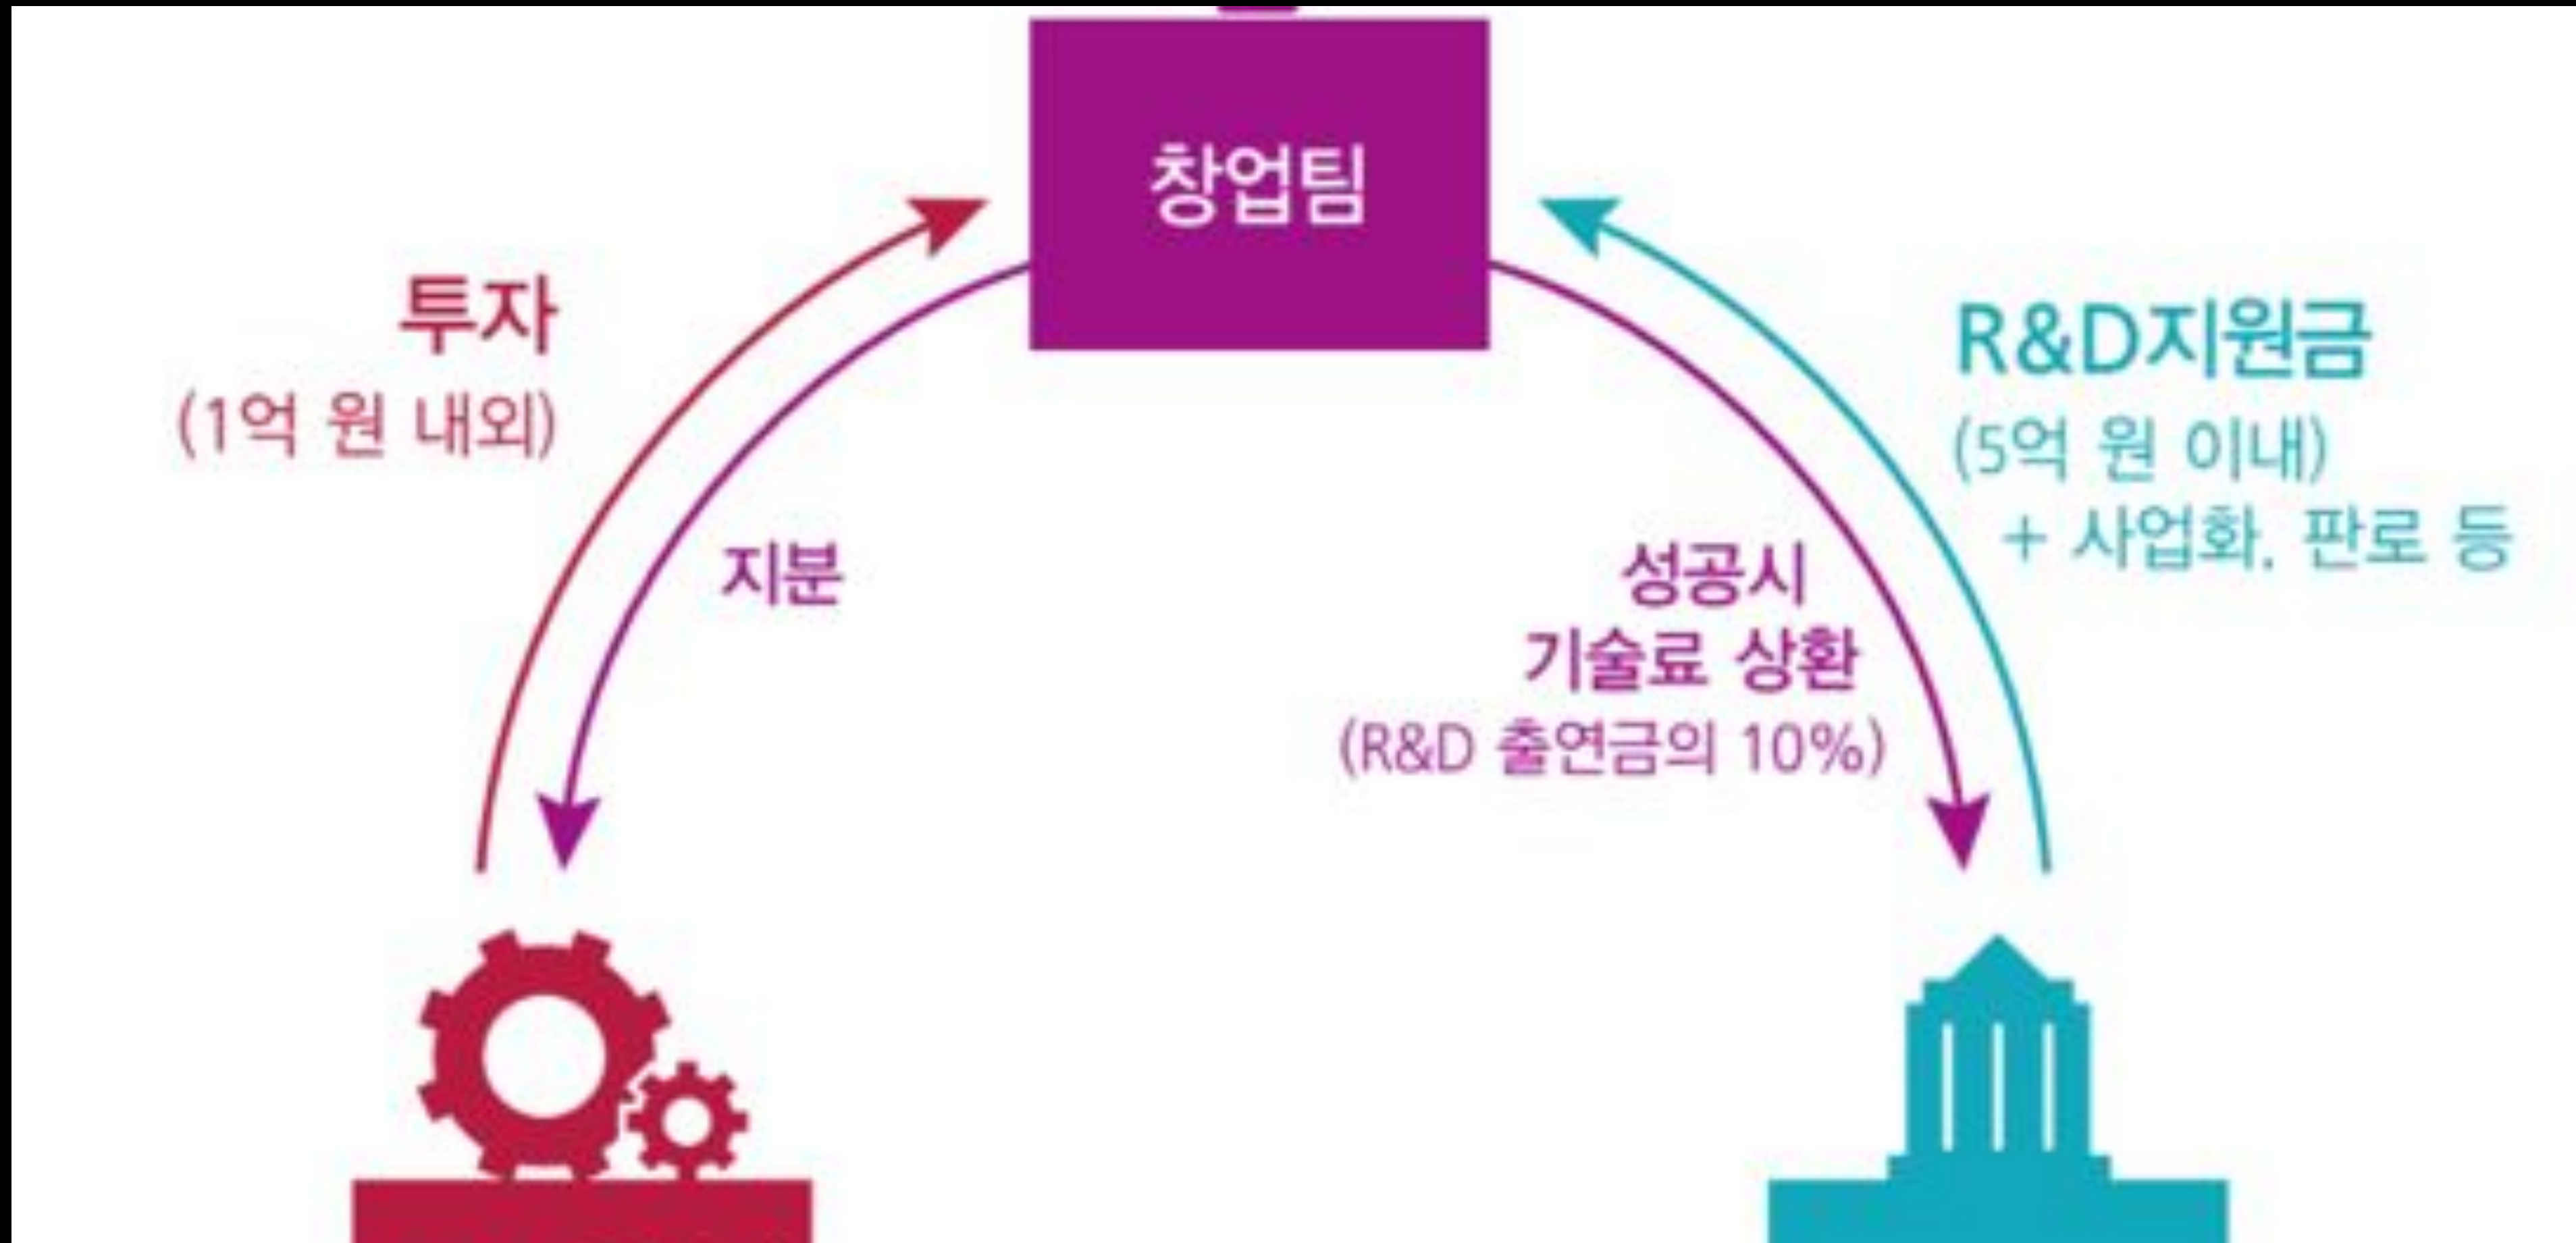 창업팀
투자
(1억 원 내외)
지분
R&D지원금
(5억 원 이내)
+ 사업화, 판로 등
성공시
기술료 상환
(R&D 출연금의 10%)